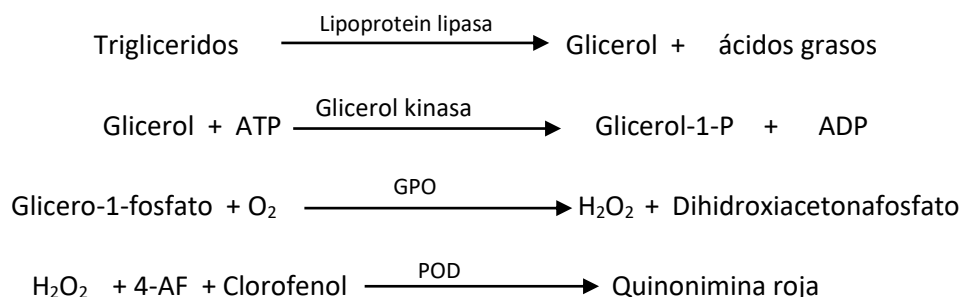 Lipoprotein lipasa
Trigliceridos Glicerol + ácidos grasos
Glicerol kinasa
Glicerol + ATP Glicerol-1-P + ADP
GPO
Glicero-1-fosfato + O₂ H₂O₂ + Dihidroxiacetonafosfato
POD
H₂O₂ + 4-AF + Clorofenol Quinonimina roja